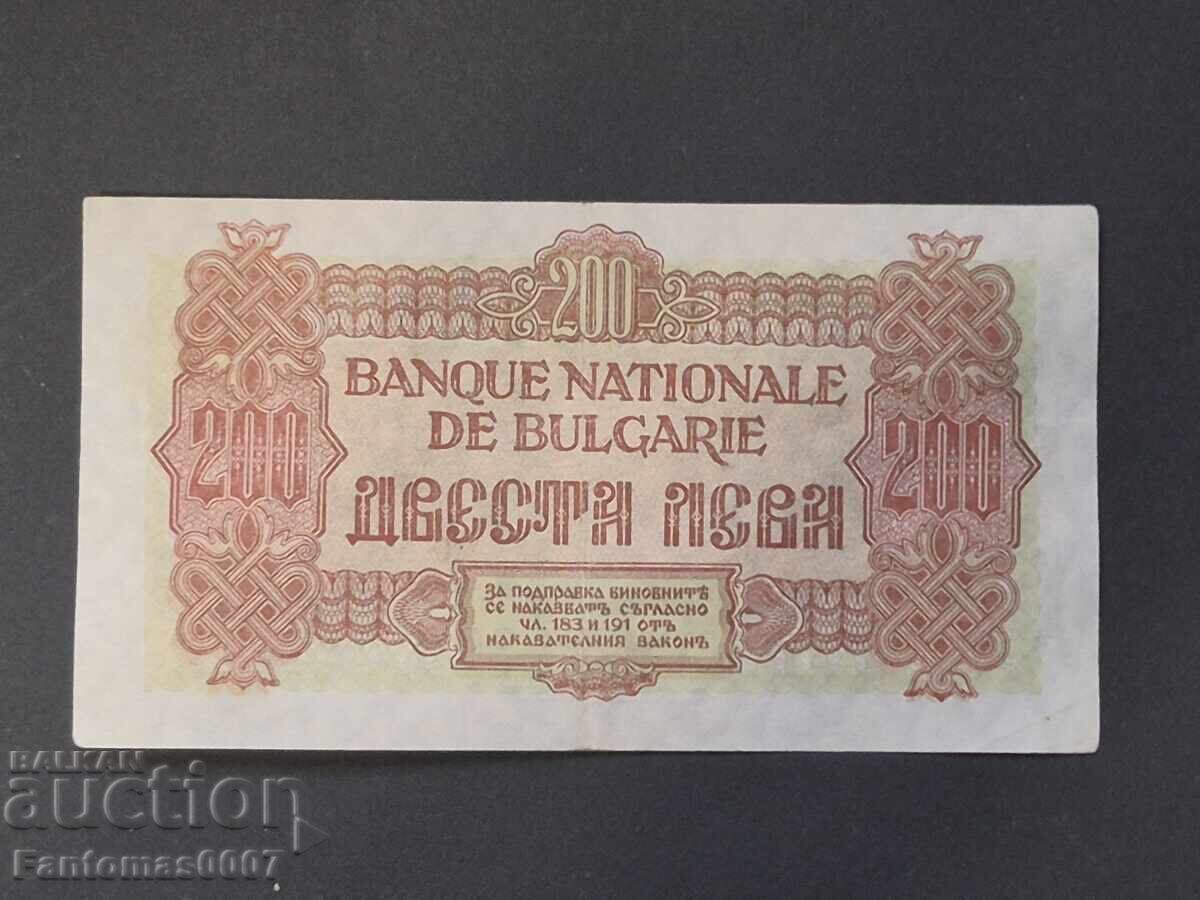 200
BANQUE NATIONALE
DE BULGARIE
200
200
ДВЕСТА ЛЕВА
ЗА ПОДПРАВКА ВИНОВНИТѢ
СЕ НАКАЗВАТЪ СЪГЛАСНО
ЧЛ. 183 И 191 ОТЪ
НАКАЗАТЕЛНИЯ ЗАКОНЪ
BALKAN
auction
Fantomas0007